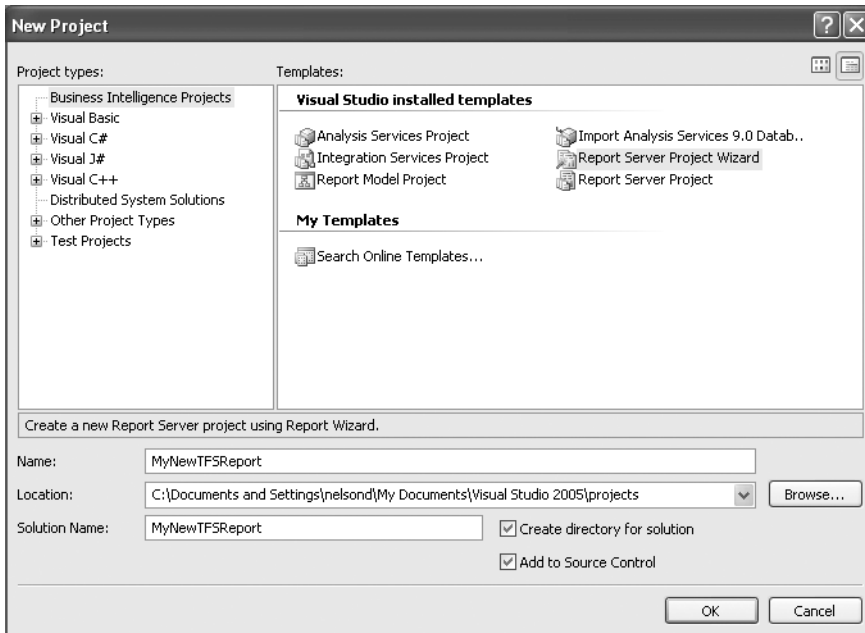 New Project
Project types:
Templates:
Business Intelligence Projects
Visual Basic
Visual C#
Visual J#
Visual C++
Distributed System Solutions
Other Project Types
Test Projects
Visual Studio installed templates
Analysis Services Project
Import Analysis Services 9.0 Datab..
Integration Services Project
Report Server Project Wizard
Report Model Project
Report Server Project
My Templates
Search Online Templates...
Create a new Report Server project using Report Wizard.
Name:
MyNewTFSReport
Location:
C:\Documents and Settings\nelsond\My Documents\Visual Studio 2005\projects
Browse...
Solution Name:
MyNewTFSReport
Create directory for solution
Add to Source Control
OK
Cancel